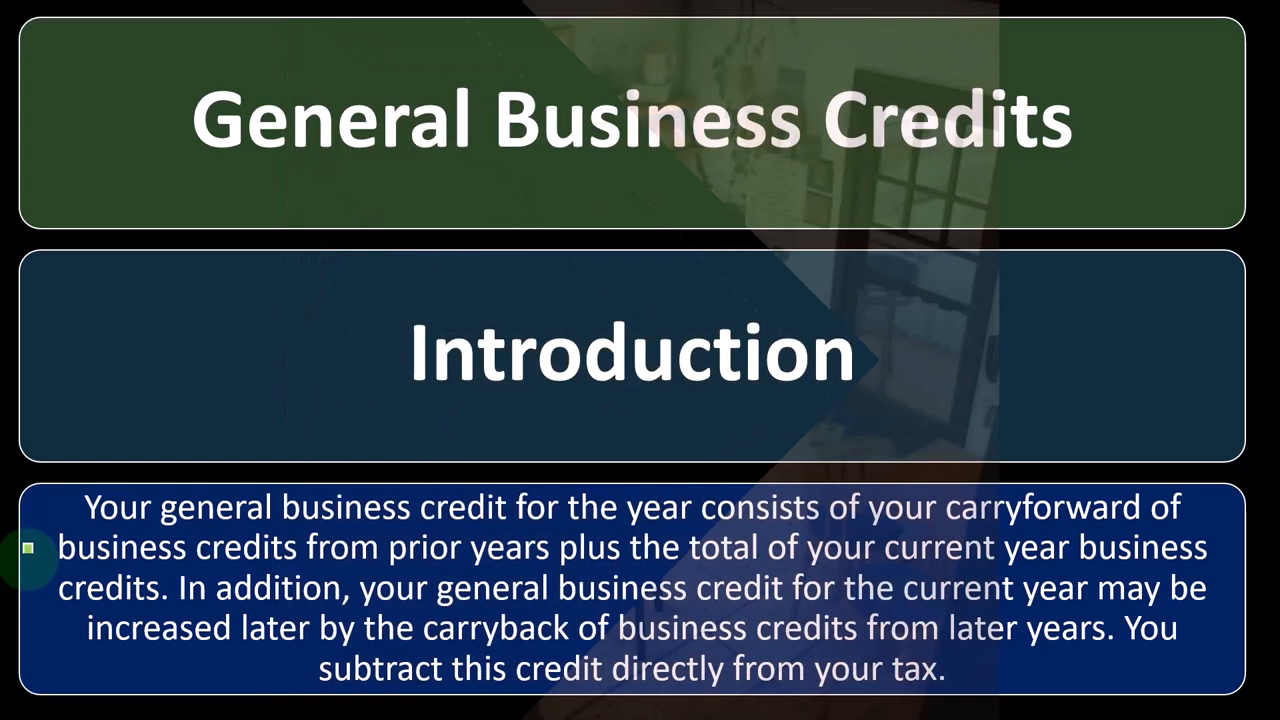 General Business Credits
Introduction
Your general business credit for the year consists of your carryforward of
business credits from prior years plus the total of your current year business
credits. In addition, your general business credit for the current year may be
increased later by the carryback of business credits from later years. You
subtract this credit directly from your tax.